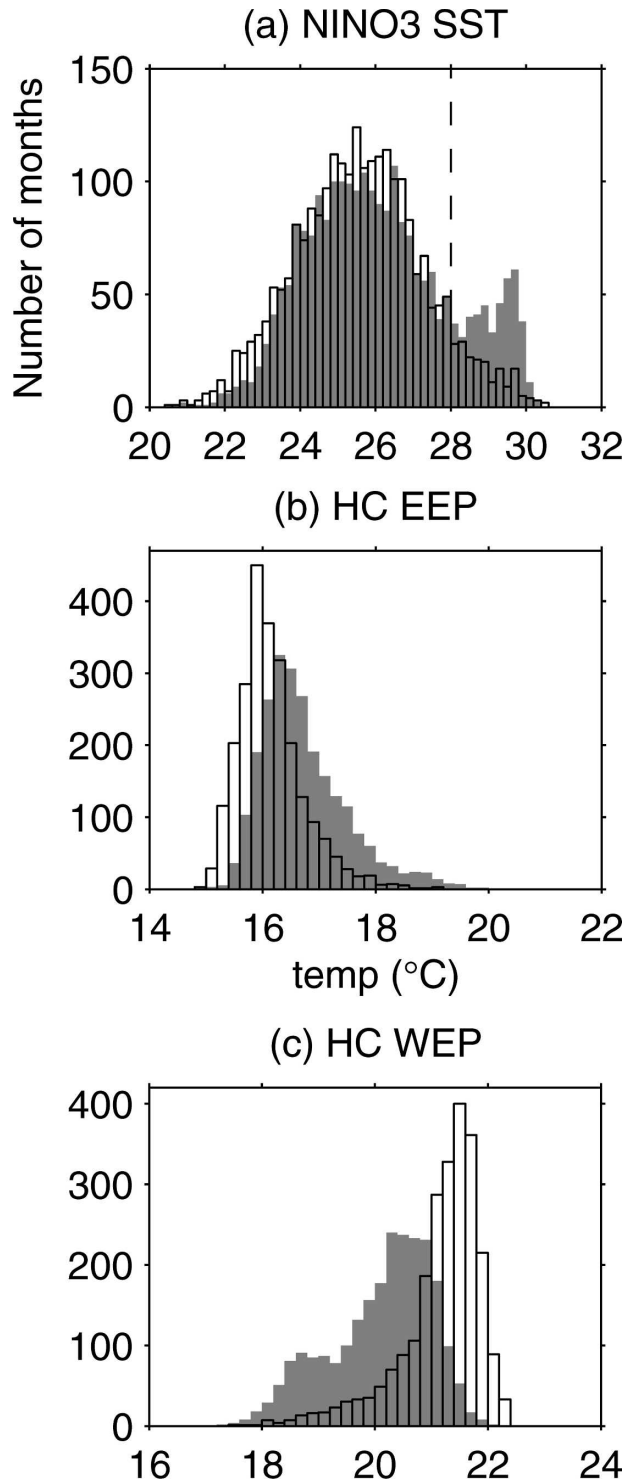 (a) NINO3 SST
Number of months
150
100
50
0
20 22 24 26 28 30 32
(b) HC EEP
400
300
200
100
0
14 16 18 20 22
temp (°C)
(c) HC WEP
400
300
200
100
0
16 18 20 22 24